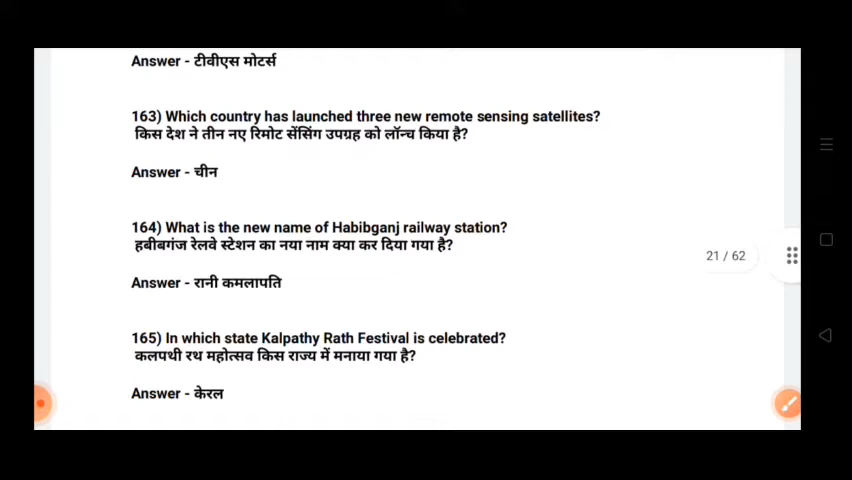 Answer - टीवीएस मोटर्स
163) Which country has launched three new remote sensing satellites?
किस देश ने तीन नए रिमोट सेंसिंग उपग्रह को लॉन्च किया है?
Answer - चीन
164) What is the new name of Habibganj railway station?
हबीबगंज रेलवे स्टेशन का नया नाम क्या कर दिया गया है?
21 / 62
Answer - रानी कमलापति
165) In which state Kalpathy Rath Festival is celebrated?
कलपथी रथ महोत्सव किस राज्य में मनाया गया है?
Answer - केरल